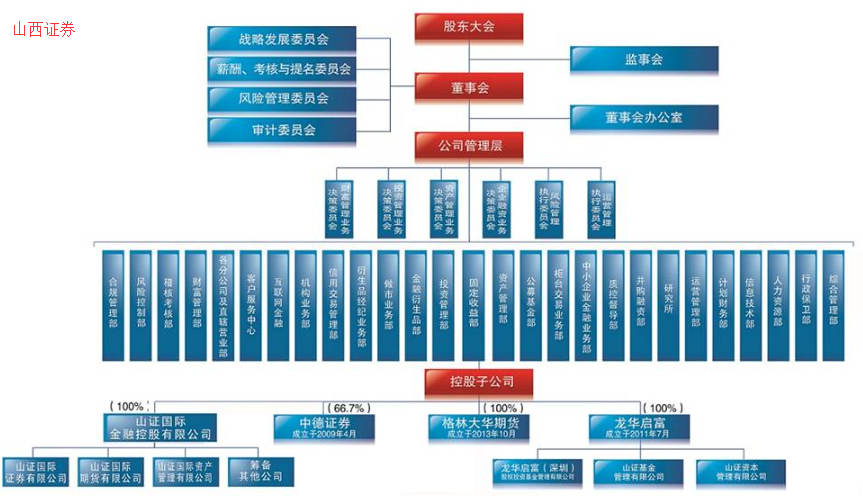 山西证券
股东大会
战略发展委员会
监事会
薪酬、考核与提名委员会
董事会
风险管理委员会
董事会办公室
审计委员会
公司管理层
财富管理业务
决策委员会
投资管理业务
决策委员会
资产管理业务
决策委员会
企业融资业务
决策委员会
风险管理
执行委员会
运营管理
执行委员会
合规管理部
风险控制部
稽核考核部
财富管理部
各分公司及直辖营业部
客户服务中心
互联网金融
机构业务部
信用交易管理部
衍生品经纪业务部
做市业务部
金融衍生品部
投资管理部
固定收益部
资产管理部
公募基金部
柜台交易业务部
中小企业金融业务部
质控督导部
并购融资部
研究所
运营管理部
计划财务部
信息技术部
人力资源部
行政保卫部
综合管理部
控股子公司
(100%)
(66.7%)
(100%)
(100%)
山证国际
金融控股有限公司
中德证券
成立于2009年4月
格林大华期货
成立于2013年10月
龙华启富
成立于2011年7月
山证国际
证券有限公司
山证国际
期货有限公司
山证国际资产
管理有限公司
筹备
其他公司
龙华启富（深圳）
股权投资基金管理有限公司
山证基金
管理有限公司
山证资本
管理有限公司